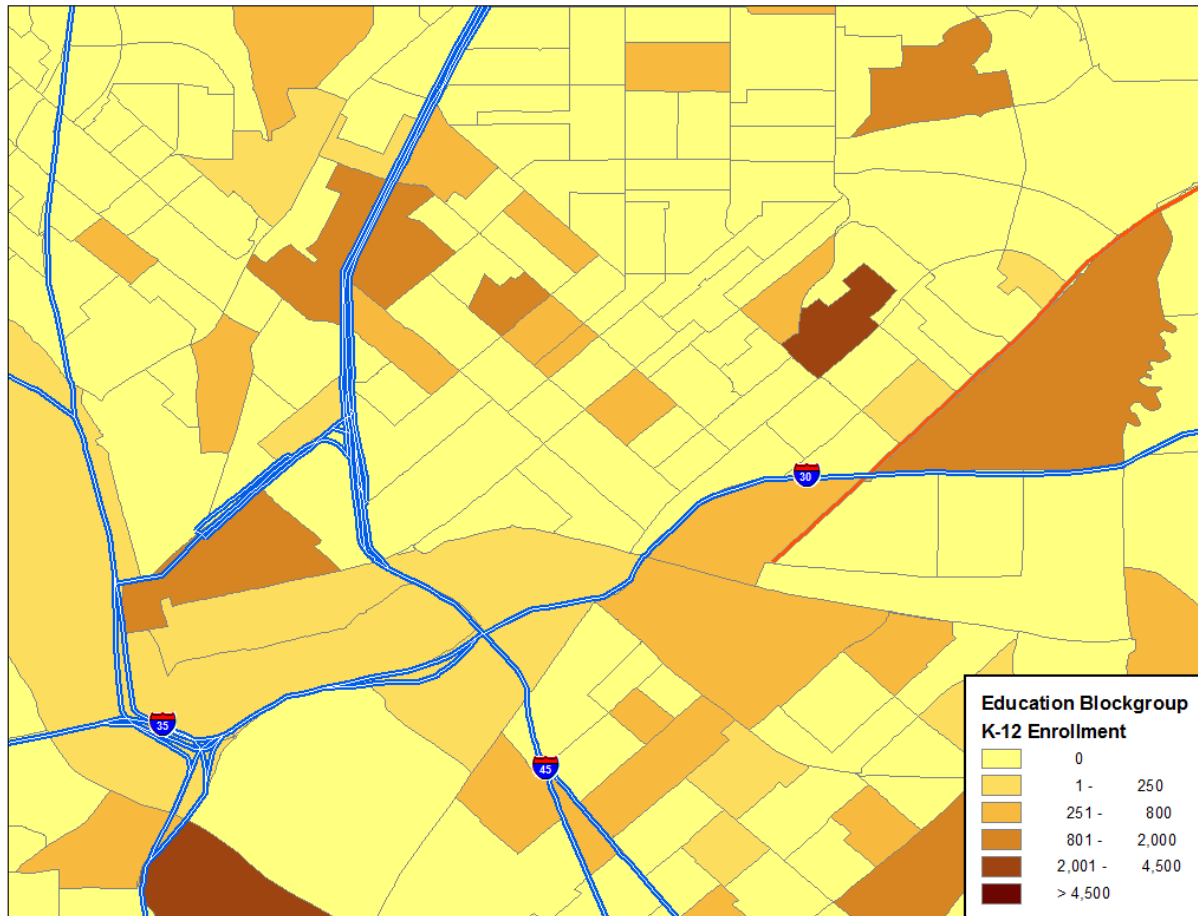 30
35
45
Education Blockgroup
K-12 Enrollment
0
1 - 250
251 - 800
801 - 2,000
2,001 - 4,500
> 4,500